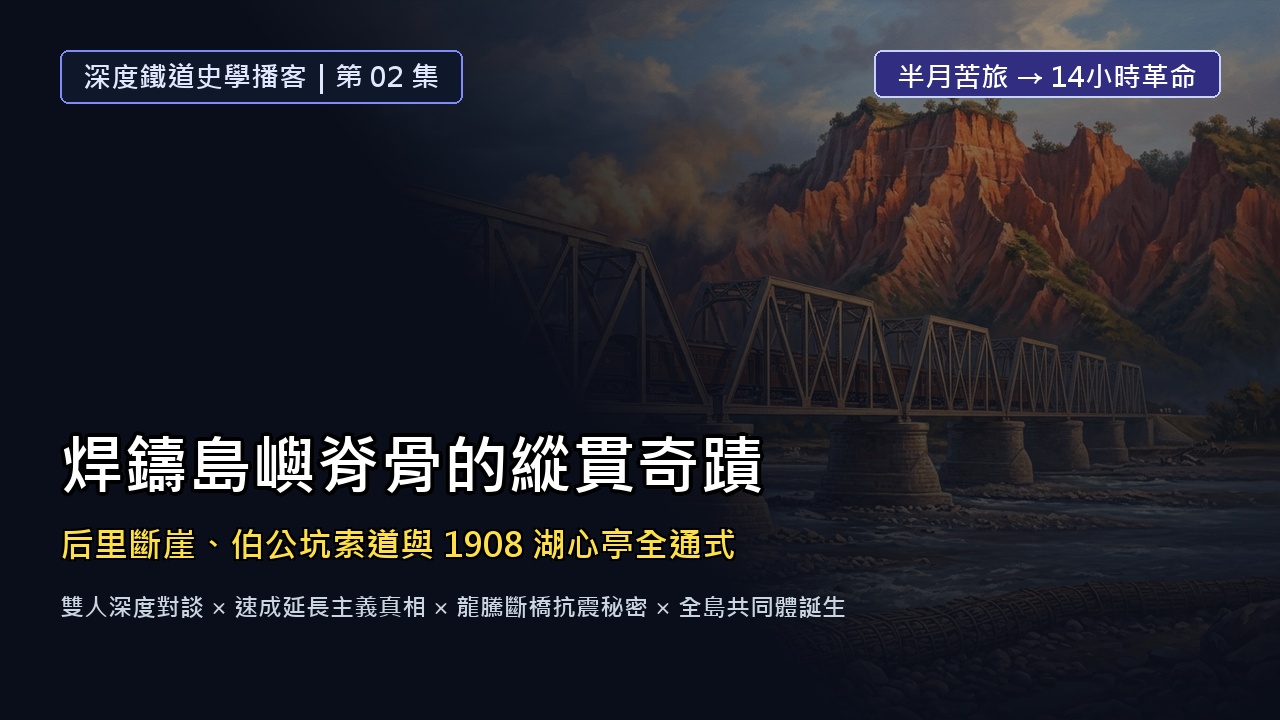 深度鐵道史學播客 | 第 02 集
半月苦旅 → 14小時革命
焊鑄島嶼脊骨的縱貫奇蹟
后里斷崖、伯公坑索道與 1908 湖心亭全通式
雙人深度對談 × 速成延長主義真相 × 龍騰斷橋抗震秘密 × 全島共同體誕生